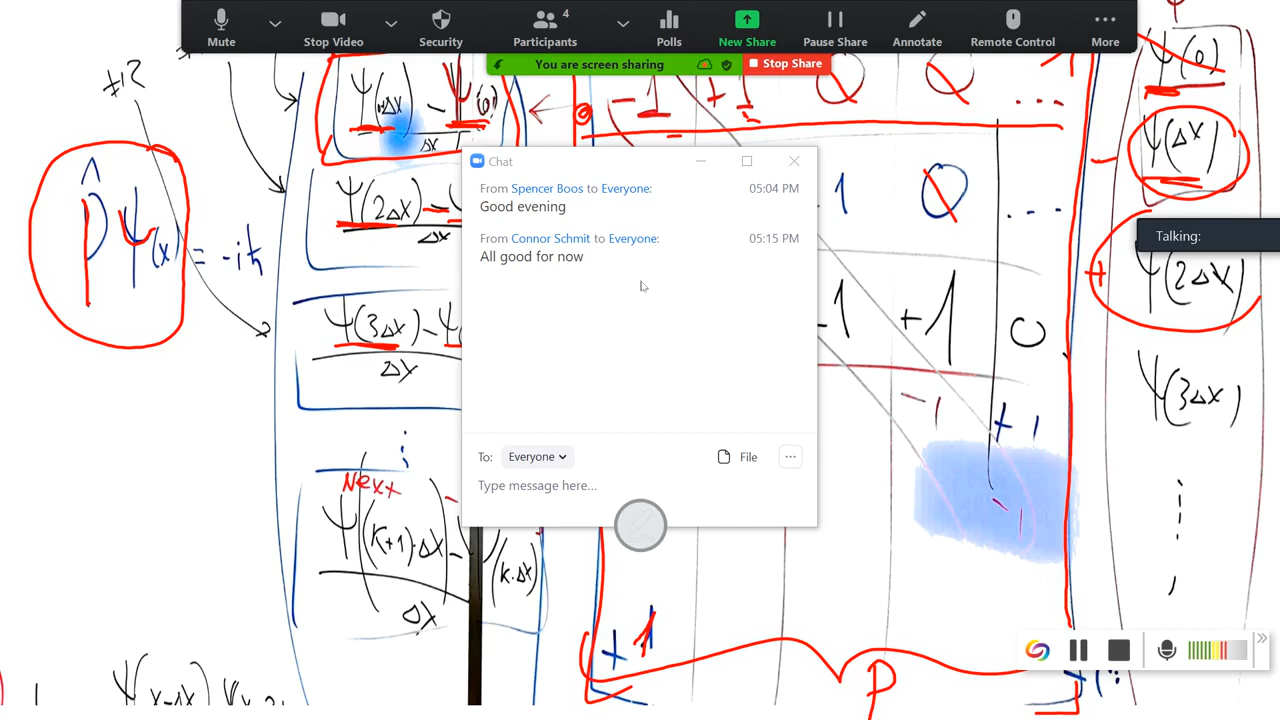 Mute
Stop Video
Security
4
Participants
Polls
New Share
Pause Share
Annotate
Remote Control
More
You are screen sharing
Stop Share
Chat
From Spencer Boos to Everyone:
05:04 PM
Good evening
From Connor Schmit to Everyone:
05:15 PM
All good for now
To: Everyone
File
Type message here...
Talking:
p̂ ψ(x) = -iħ
Δx
ψ(2Δx) -
Δx
ψ(3Δx) - ψ(
Δx
Next
ψ((k+1)·Δx) - ψ(k·Δx)
Δx
-1 +1 0 0 ...
1 0 ...
-1 +1 0
-1 +1
-1
+1
P
ψ(0)
ψ(Δx)
ψ(2Δx)
ψ(3Δx)